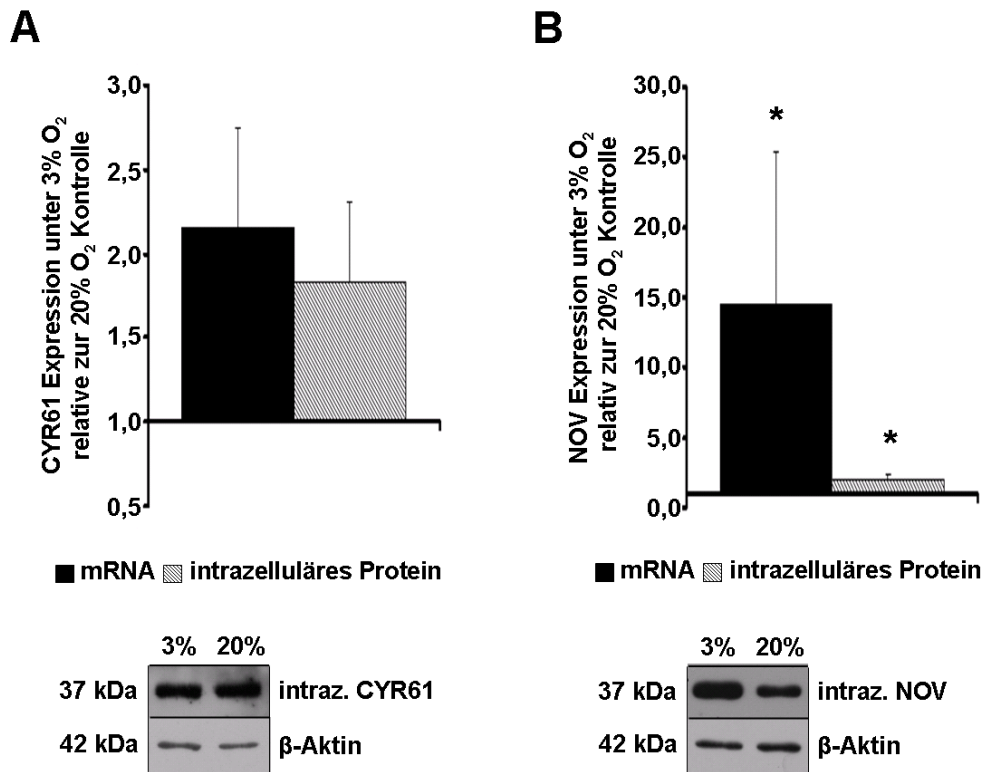 A
CYR61 Expression unter 3% O₂
relative zur 20% O₂ Kontrolle
3,0
2,5
2,0
1,5
1,0
0,5
mRNA intrazelluläres Protein
3% 20%
37 kDa intraz. CYR61
42 kDa β-Aktin
B
NOV Expression unter 3% O₂
relativ zur 20% O₂ Kontrolle
30,0
25,0
20,0
15,0
10,0
5,0
0,0
*
*
mRNA intrazelluläres Protein
3% 20%
37 kDa intraz. NOV
42 kDa β-Aktin